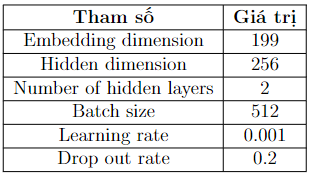 Tham số Giá trị
Embedding dimension 199
Hidden dimension 256
Number of hidden layers 2
Batch size 512
Learning rate 0.001
Drop out rate 0.2